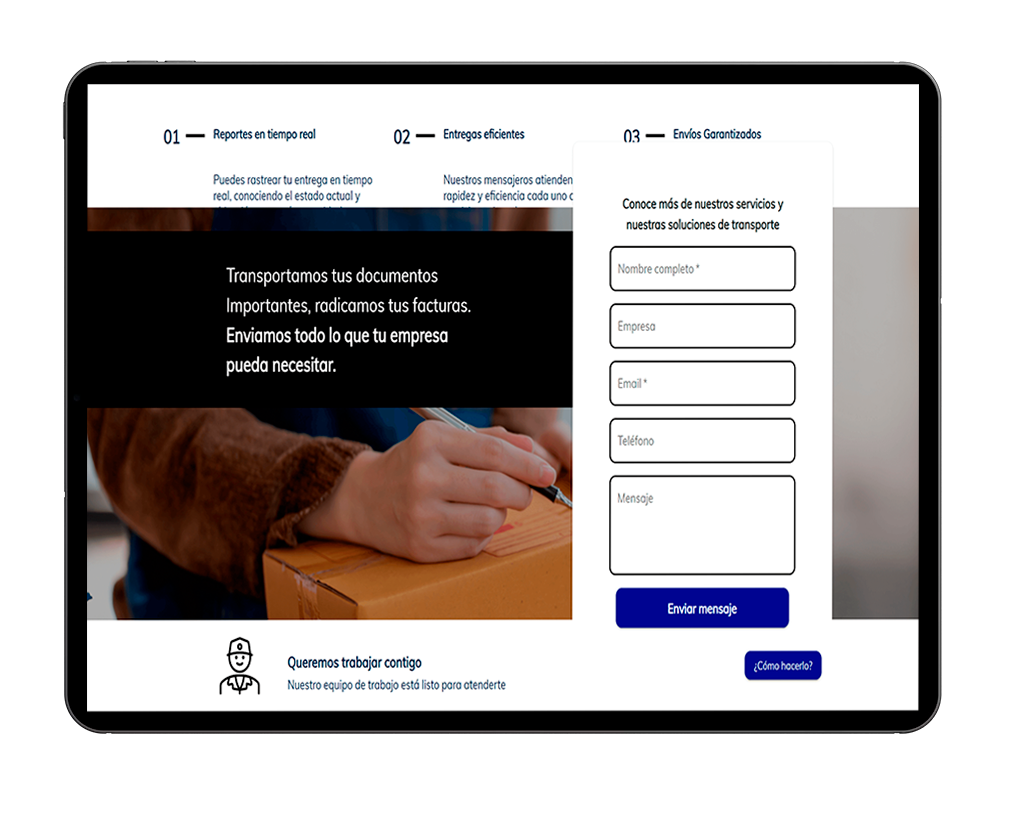 01
Reportes en tiempo real
Puedes rastrear tu entrega en tiempo
real, conociendo el estado actual y
02
Entregas eficientes
Nuestros mensajeros atienden
rapidez y eficiencia cada uno
03
Envíos Garantizados
Transportamos tus documentos
Importantes, radicamos tus facturas.
Enviamos todo lo que tu empresa
pueda necesitar.
Conoce más de nuestros servicios y
nuestras soluciones de transporte
Nombre completo *
Empresa
Email *
Teléfono
Mensaje
Enviar mensaje
Queremos trabajar contigo
Nuestro equipo de trabajo está listo para atenderte
¿Cómo hacerlo?